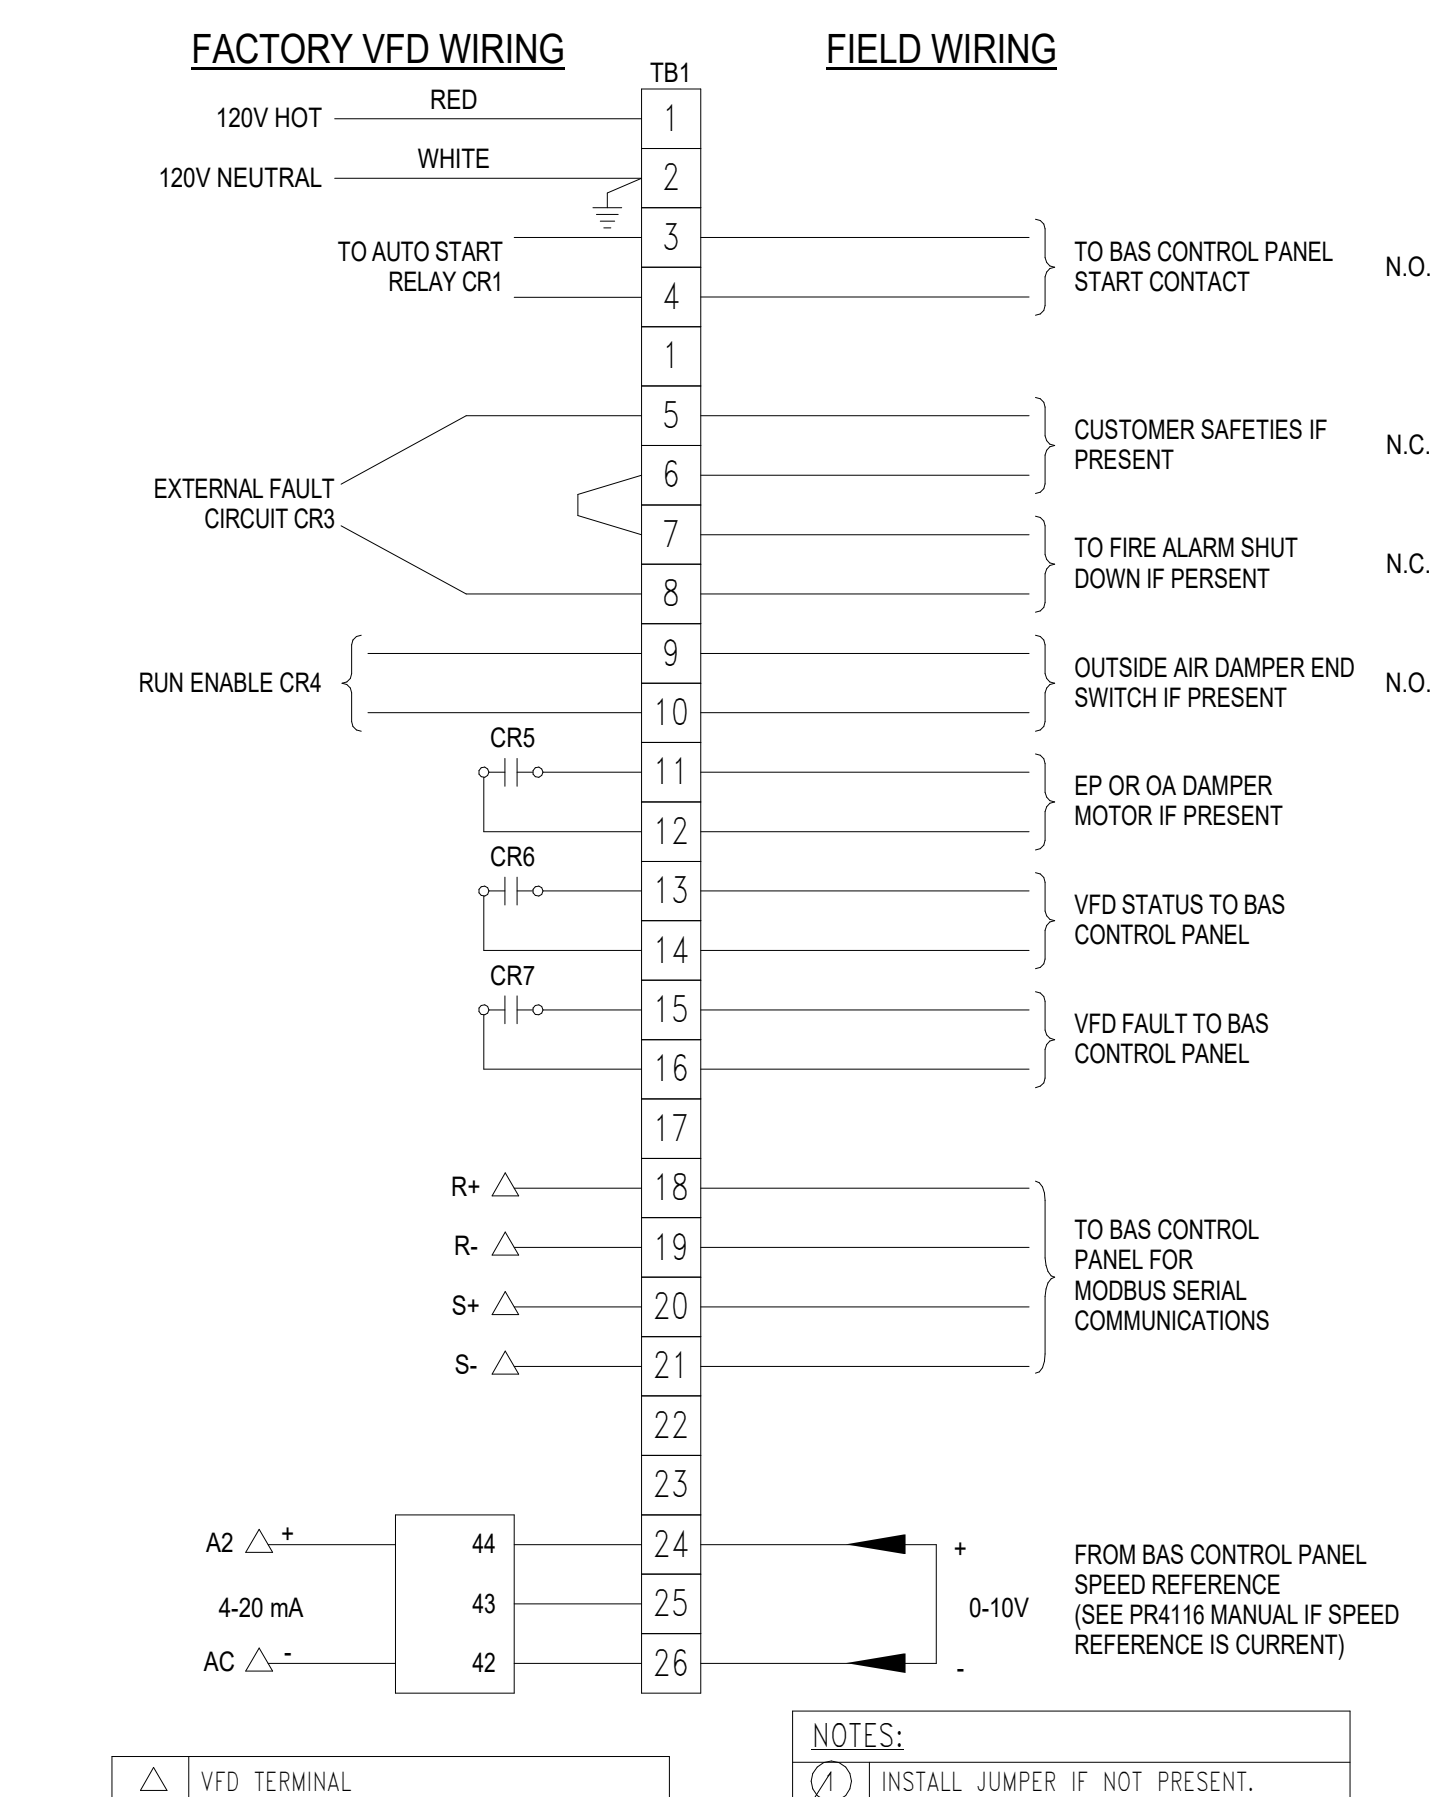 FACTORY VFD WIRING
FIELD WIRING
TB1
120V HOT
RED
1
120V NEUTRAL
WHITE
2
TO AUTO START
RELAY CR1
3
4
TO BAS CONTROL PANEL
START CONTACT
N.O.
1
5
CUSTOMER SAFETIES IF
PRESENT
N.C.
6
EXTERNAL FAULT
CIRCUIT CR3
7
TO FIRE ALARM SHUT
DOWN IF PERSENT
N.C.
8
RUN ENABLE CR4
9
10
OUTSIDE AIR DAMPER END
SWITCH IF PRESENT
N.O.
CR5
11
12
EP OR OA DAMPER
MOTOR IF PRESENT
CR6
13
14
VFD STATUS TO BAS
CONTROL PANEL
CR7
15
16
VFD FAULT TO BAS
CONTROL PANEL
17
R+
18
R-
19
S+
20
S-
21
TO BAS CONTROL
PANEL FOR
MODBUS SERIAL
COMMUNICATIONS
22
23
A2
+
44
24
+
4-20 mA
43
25
0-10V
AC
-
42
26
-
FROM BAS CONTROL PANEL
SPEED REFERENCE
(SEE PR4116 MANUAL IF SPEED
REFERENCE IS CURRENT)
VFD TERMINAL
NOTES:
1
INSTALL JUMPER IF NOT PRESENT.